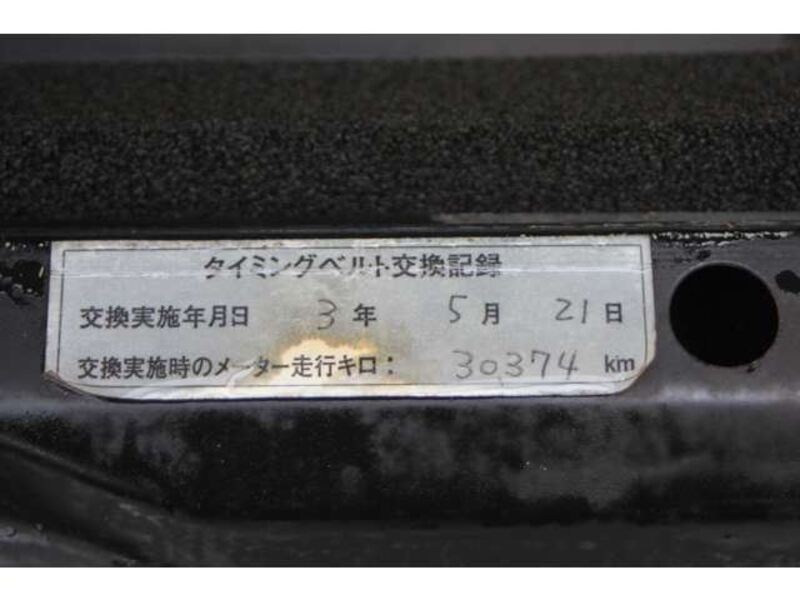 タイミングベルト交換記録
交換実施年月日 3 年 5 月 21 日
交換実施時のメーター走行キロ： 30,374 km